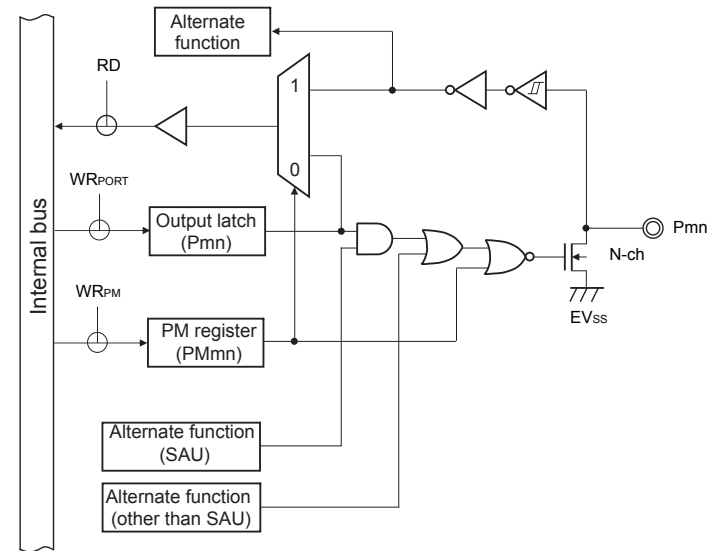 Alternate
function
RD
1
0
WRPORT
Output latch
(Pmn)
Internal bus
Pmn
N-ch
EVSS
WRPM
PM register
(PMmn)
Alternate function
(SAU)
Alternate function
(other than SAU)